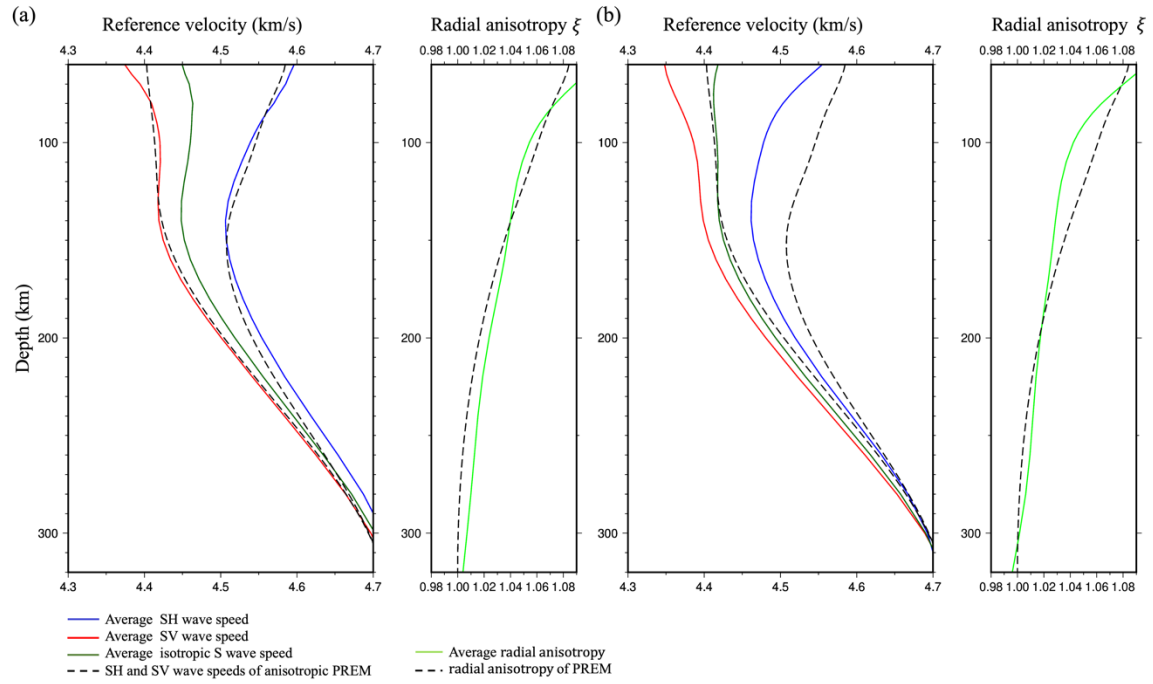 (a)
Reference velocity (km/s)
Radial anisotropy ξ
(b)
Reference velocity (km/s)
Radial anisotropy ξ
4.3 4.4 4.5 4.6 4.7
0.98 1.00 1.02 1.04 1.06 1.08
4.3 4.4 4.5 4.6 4.7
0.98 1.00 1.02 1.04 1.06 1.08
100 100 100 100
Depth (km)
200 200 200 200
300 300 300 300
4.3 4.4 4.5 4.6 4.7
0.98 1.00 1.02 1.04 1.06 1.08
4.3 4.4 4.5 4.6 4.7
0.98 1.00 1.02 1.04 1.06 1.08
Average SH wave speed
Average SV wave speed
Average isotropic S wave speed
SH and SV wave speeds of anisotropic PREM
Average radial anisotropy
radial anisotropy of PREM